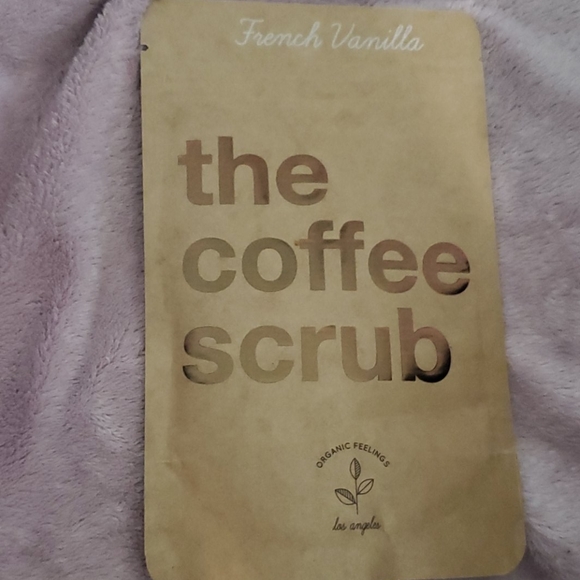 French Vanilla
the
coffee
scrub
ORGANIC FEELINGS
los angeles